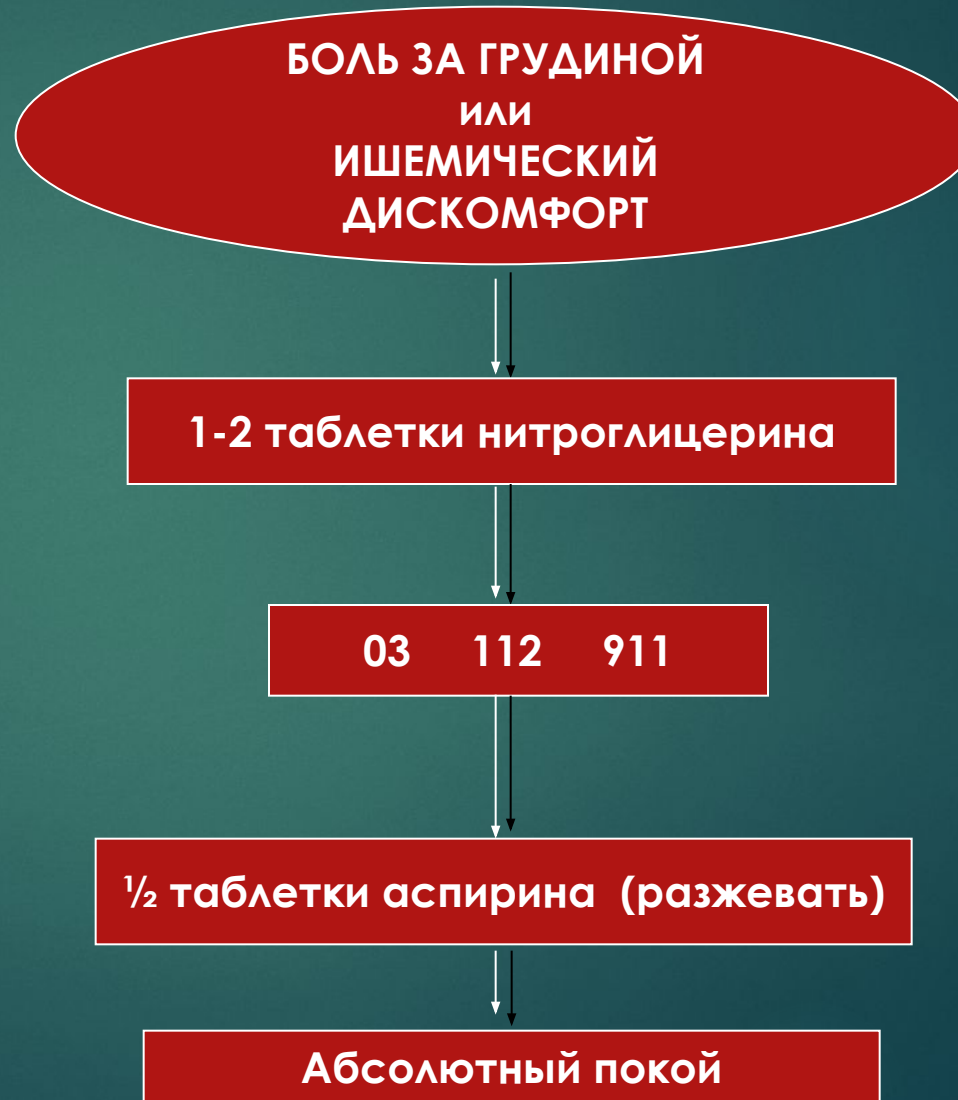 БОЛЬ ЗА ГРУДИНОЙ
или
ИШЕМИЧЕСКИЙ
ДИСКОМФОРТ
1-2 таблетки нитроглицерина
03 112 911
½ таблетки аспирина (разжевать)
Абсолютный покой